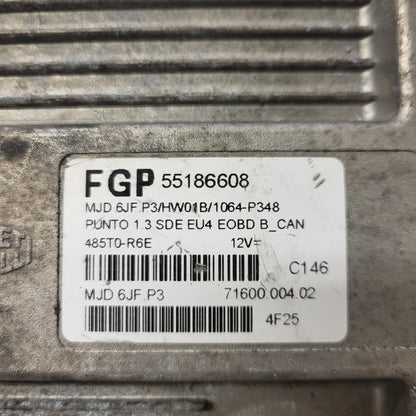 FGP 55186608
MJD 6JF.P3/HW01B/1064-P348
PUNTO 1.3 SDE EU4 EOBD B_CAN
485T0-R6E 12V=
C146
MJD 6JF.P3 71600.004.02
4F25